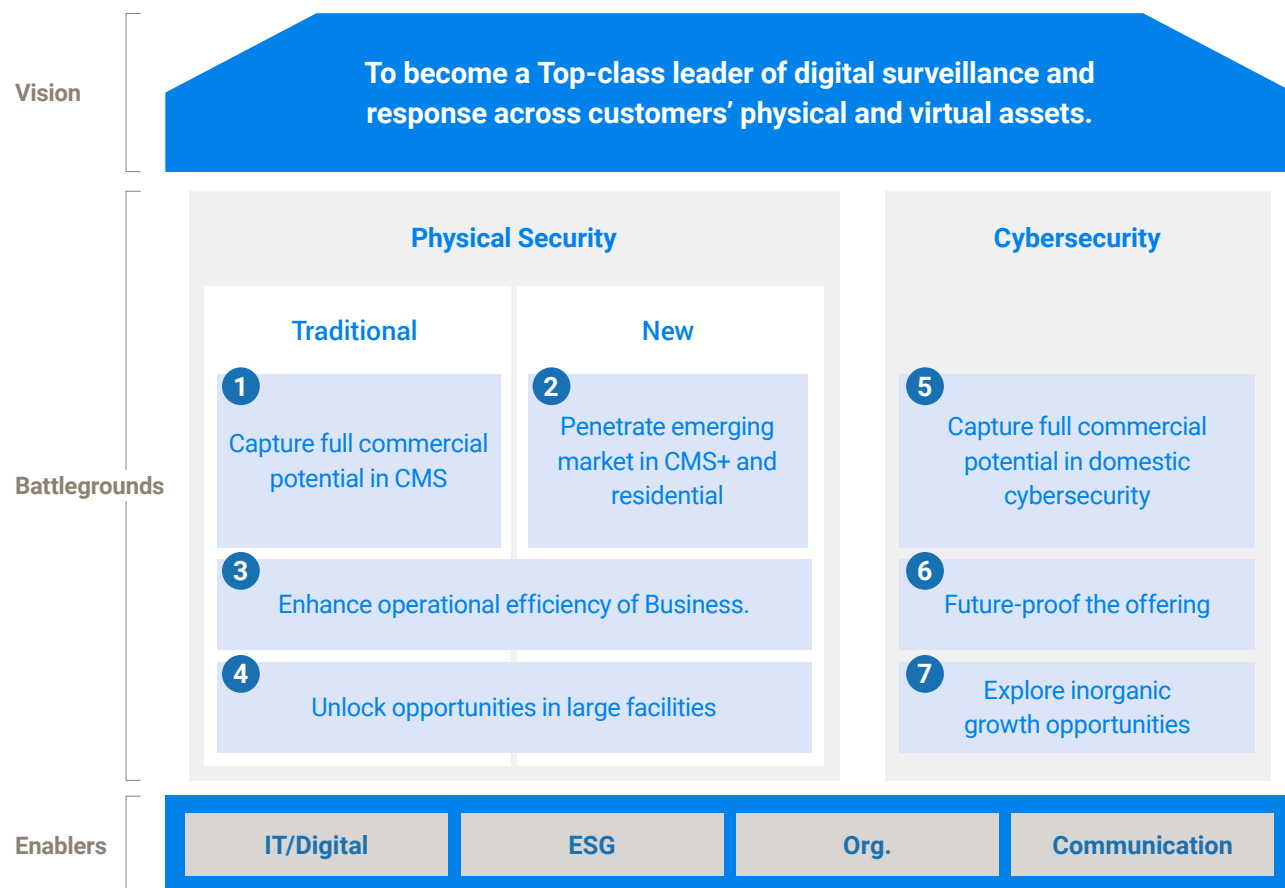 Vision
To become a Top-class leader of digital surveillance and
response across customers’ physical and virtual assets.
Battlegrounds
Physical Security
Traditional
New
1
Capture full commercial
potential in CMS
2
Penetrate emerging
market in CMS+ and
residential
3
Enhance operational efficiency of Business.
4
Unlock opportunities in large facilities
Cybersecurity
5
Capture full commercial
potential in domestic
cybersecurity
6
Future-proof the offering
7
Explore inorganic
growth opportunities
Enablers
IT/Digital
ESG
Org.
Communication